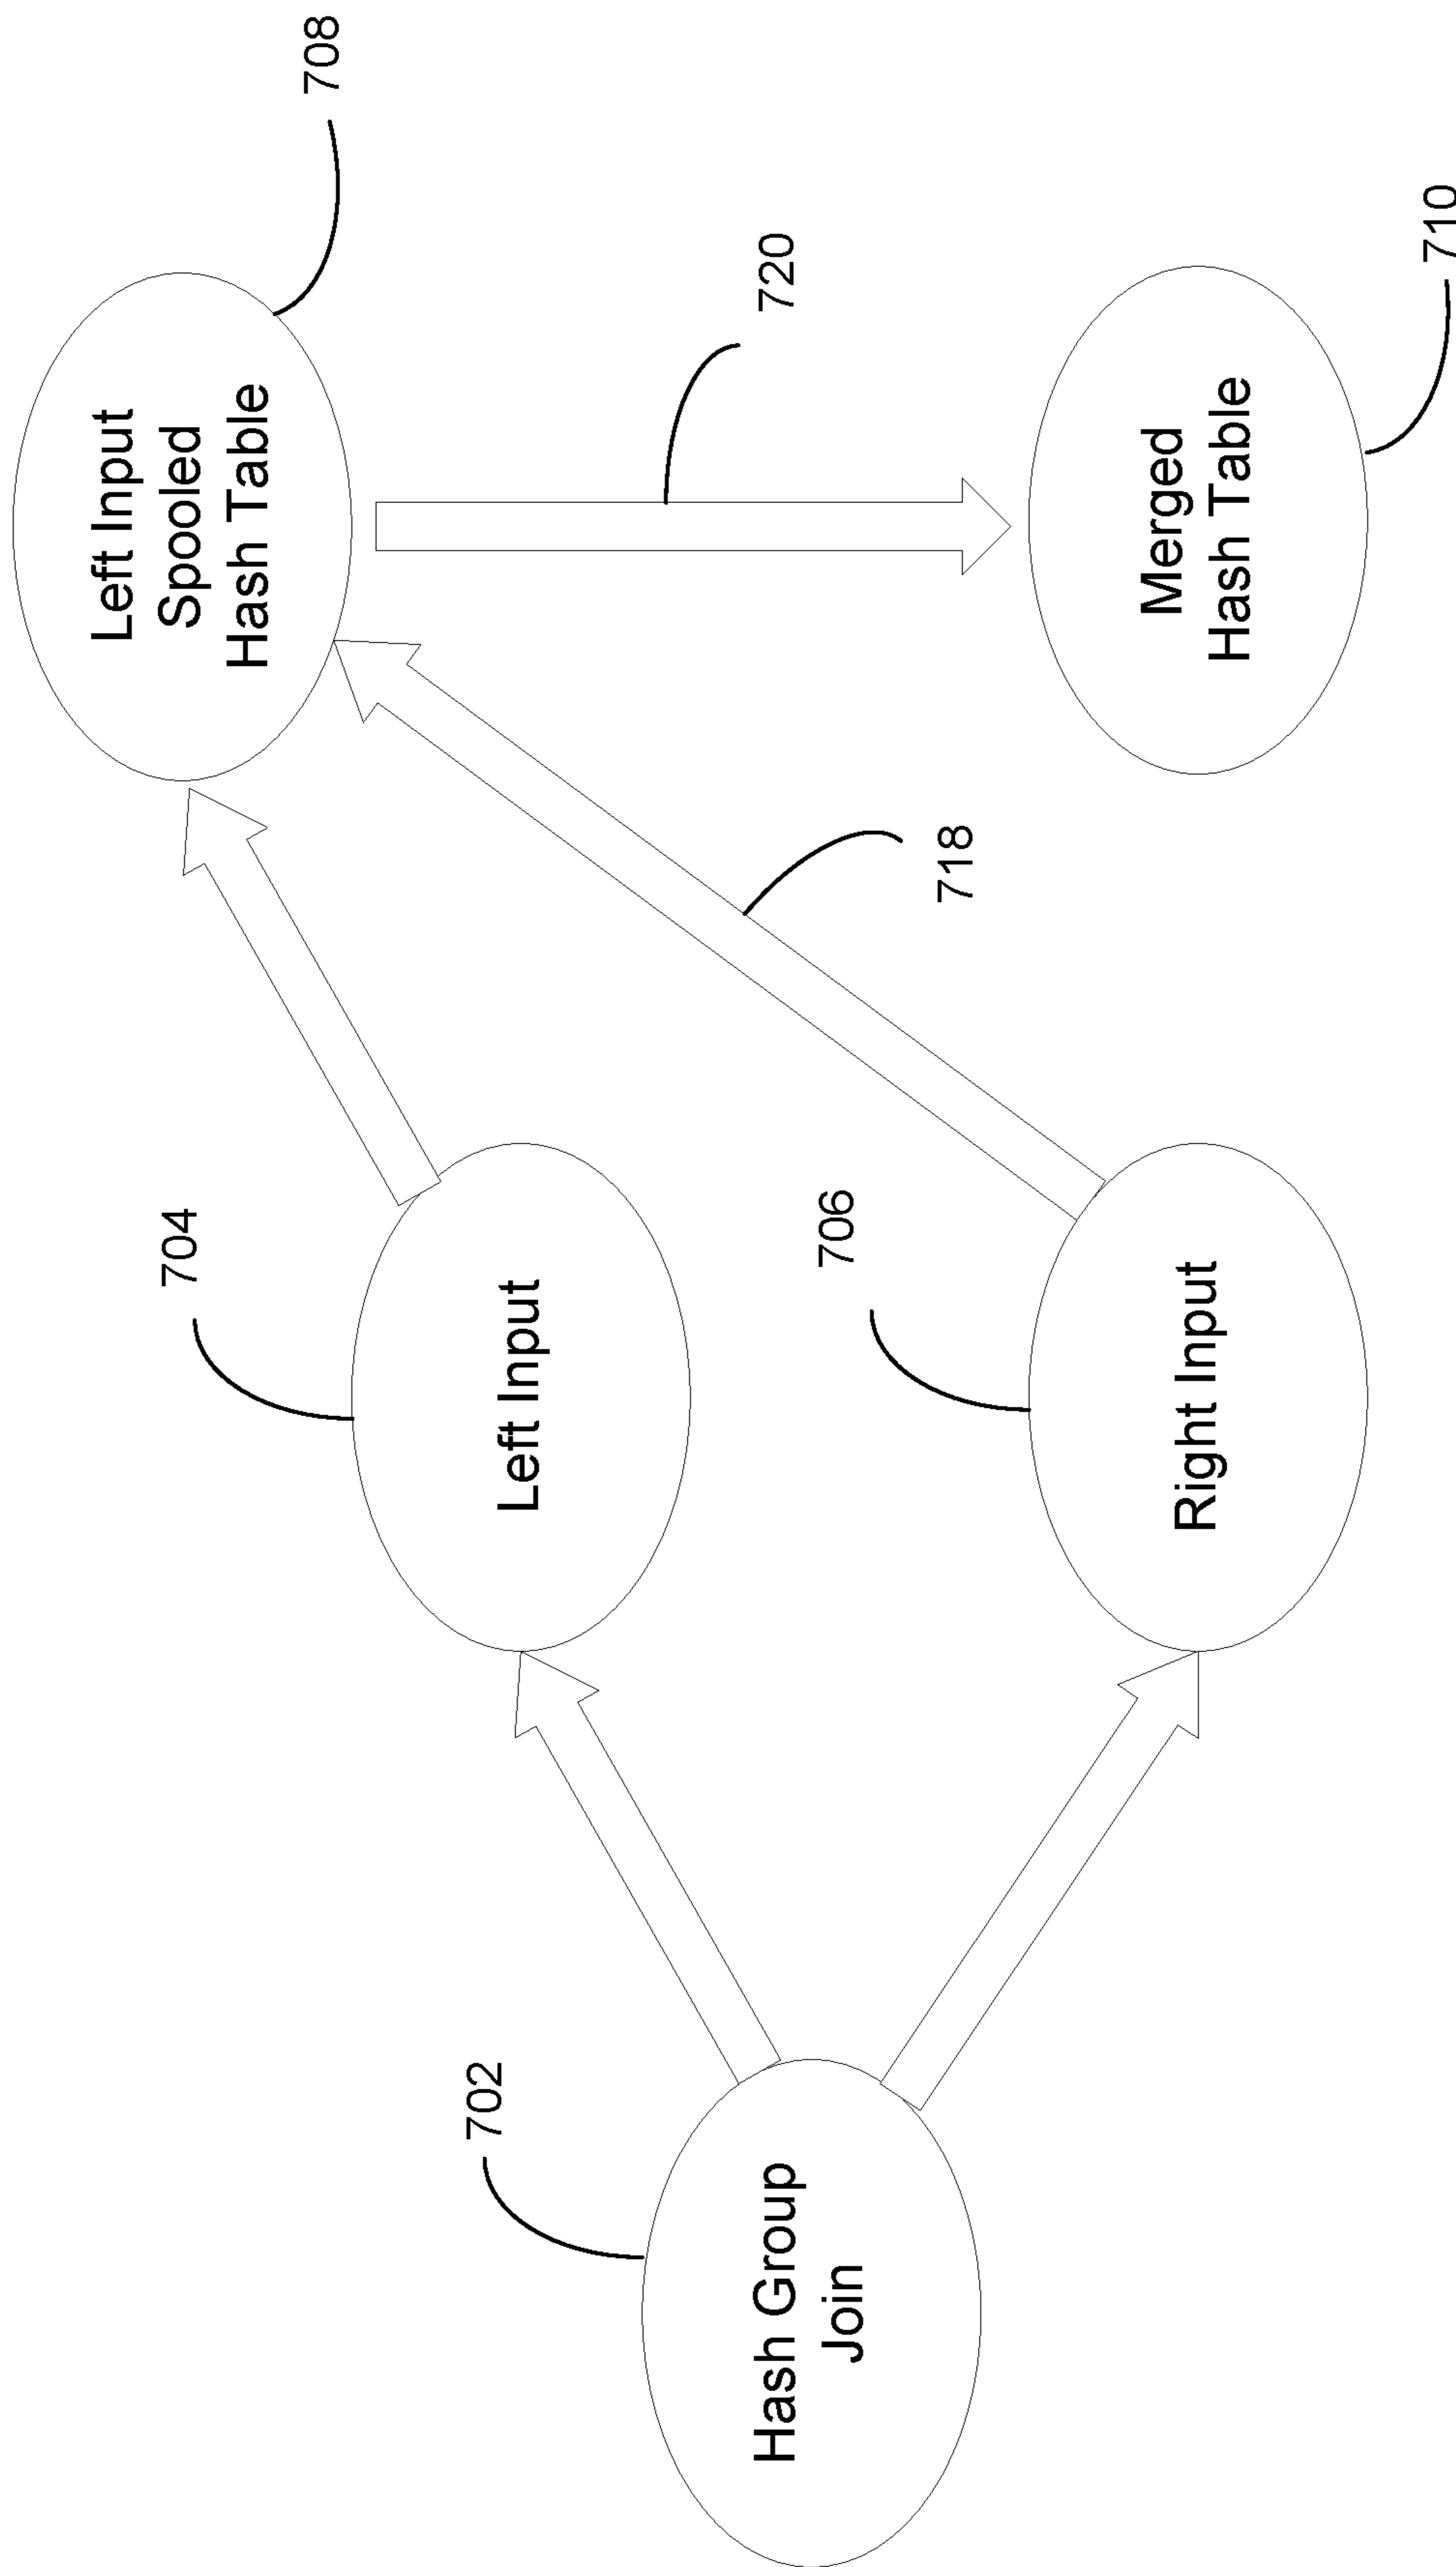 Hash Group
Join
702
Left Input
704
Right Input
706
Left Input
Spooled
Hash Table
708
718
720
Merged
Hash Table
710